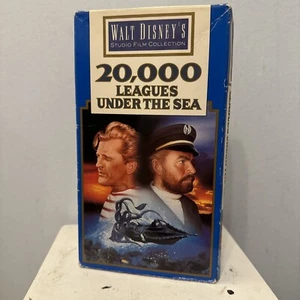 WALT DISNEY'S
STUDIO FILM COLLECTION
20,000
LEAGUES
UNDER THE SEA